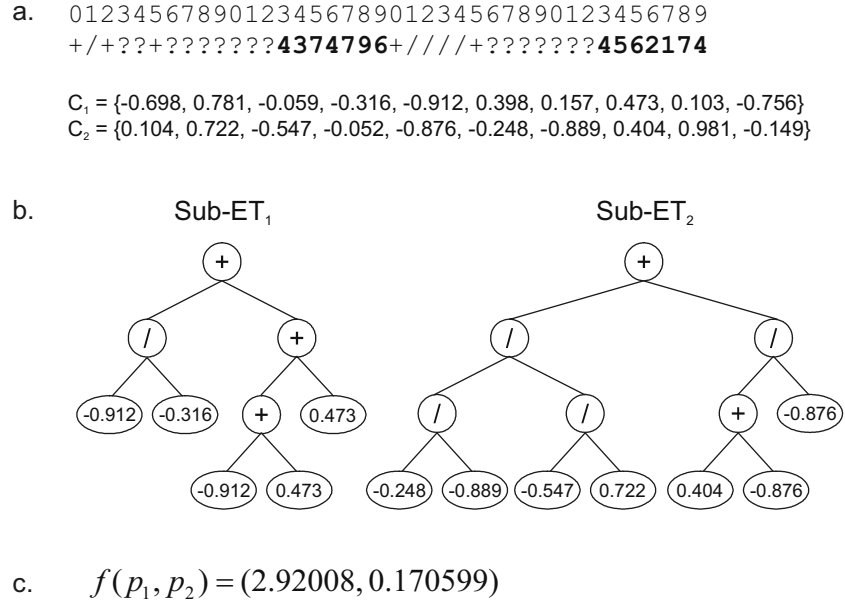 a. 0123456789012345678901234567890123456789
+/+??+???????4374796+////+???????4562174
C₁ = {-0.698, 0.781, -0.059, -0.316, -0.912, 0.398, 0.157, 0.473, 0.103, -0.756}
C₂ = {0.104, 0.722, -0.547, -0.052, -0.876, -0.248, -0.889, 0.404, 0.981, -0.149}
b. Sub-ET₁ Sub-ET₂
+ +
/ + / /
-0.912 -0.316 + 0.473 / / + -0.876
-0.912 0.473 -0.248 -0.889 -0.547 0.722 0.404 -0.876
c. f(p₁, p₂) = (2.92008, 0.170599)